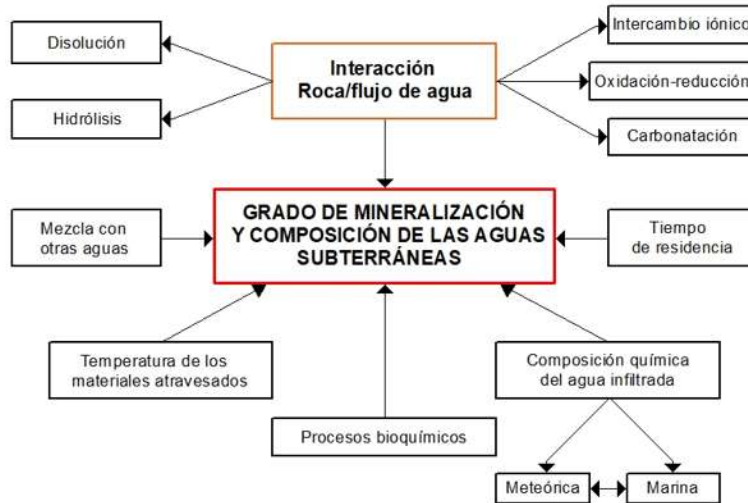 Disolución
Interacción
Roca/flujo de agua
Intercambio iónico
Oxidación-reducción
Hidrólisis
Carbonatación
GRADO DE MINERALIZACIÓN
Y COMPOSICIÓN DE LAS AGUAS
SUBTERRÁNEAS
Mezcla con
otras aguas
Tiempo
de residencia
Temperatura de los
materiales atravesados
Composición química
del agua infiltrada
Procesos bioquímicos
Meteórica
Marina